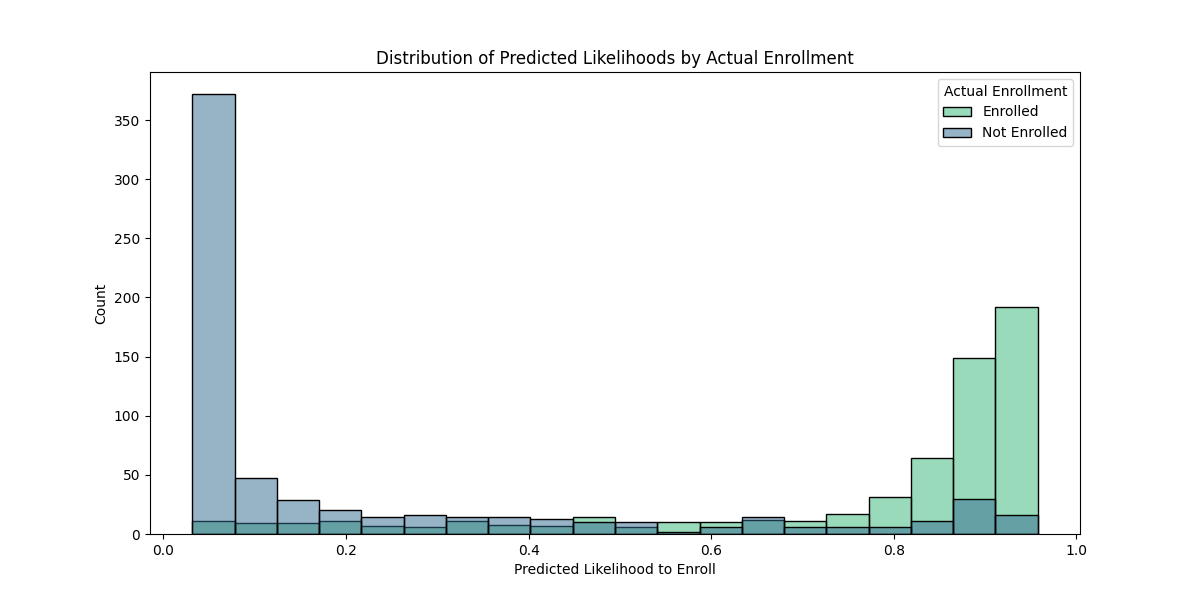 Distribution of Predicted Likelihoods by Actual Enrollment
Actual Enrollment
Enrolled
Not Enrolled
350
300
250
200
150
100
50
0
Count
0.0 0.2 0.4 0.6 0.8 1.0
Predicted Likelihood to Enroll